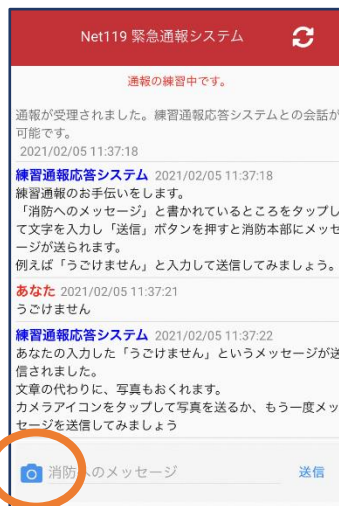 Net119 緊急通報システム
通報の練習中です。
通報が受理されました。練習通報応答システムとの会話が
可能です。
2021/02/05 11:37:18
練習通報応答システム 2021/02/05 11:37:18
練習通報のお手伝いをします。
「消防へのメッセージ」と書かれているところをタップし
て文字を入力し「送信」ボタンを押すと消防本部にメッセ
ージが送られます。
例えば「うごけません」と入力して送信してみましょう。
あなた 2021/02/05 11:37:21
うごけません
練習通報応答システム 2021/02/05 11:37:22
あなたの入力した「うごけません」というメッセージが送
信されました。
文章の代わりに、写真もおくれます。
カメラアイコンをタップして写真を送るか、もう一度メッ
セージを送信してみましょう
消防へのメッセージ 送信